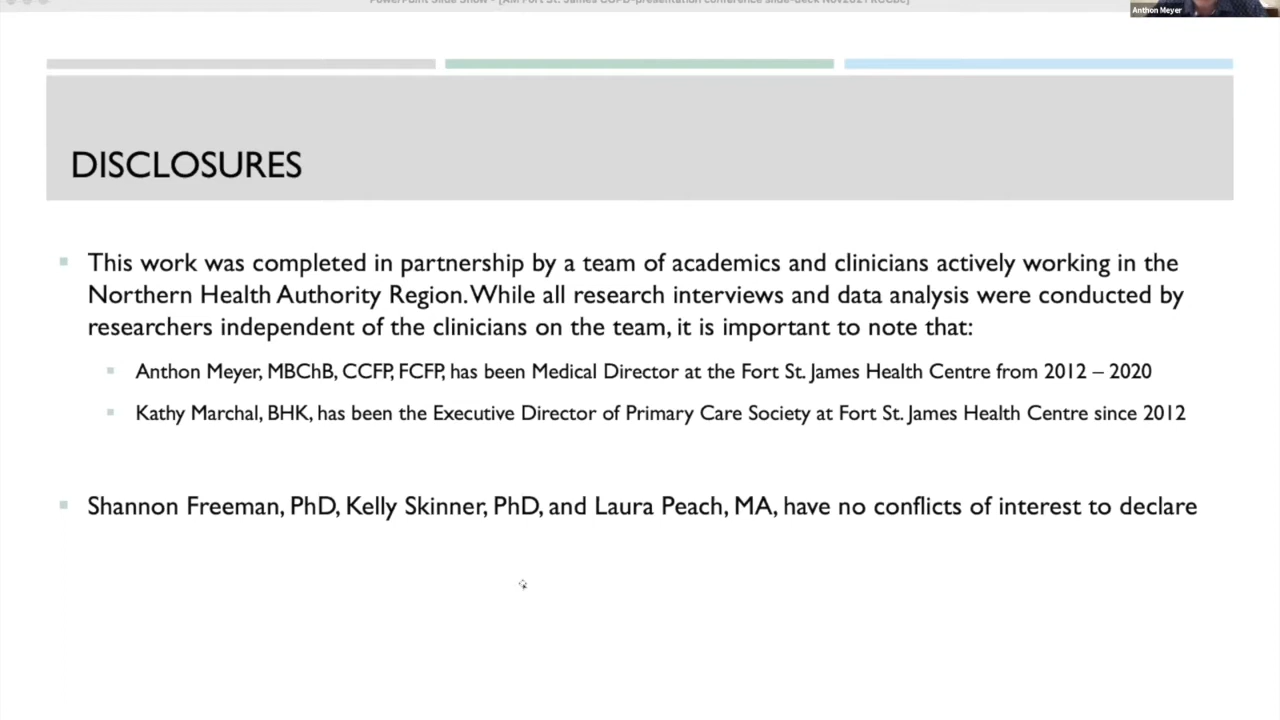 Anthon Meyer
DISCLOSURES
This work was completed in partnership by a team of academics and clinicians actively working in the
Northern Health Authority Region. While all research interviews and data analysis were conducted by
researchers independent of the clinicians on the team, it is important to note that:
Anthon Meyer, MBChB, CCFP, FCFP, has been Medical Director at the Fort St. James Health Centre from 2012 – 2020
Kathy Marchal, BHK, has been the Executive Director of Primary Care Society at Fort St. James Health Centre since 2012
Shannon Freeman, PhD, Kelly Skinner, PhD, and Laura Peach, MA, have no conflicts of interest to declare